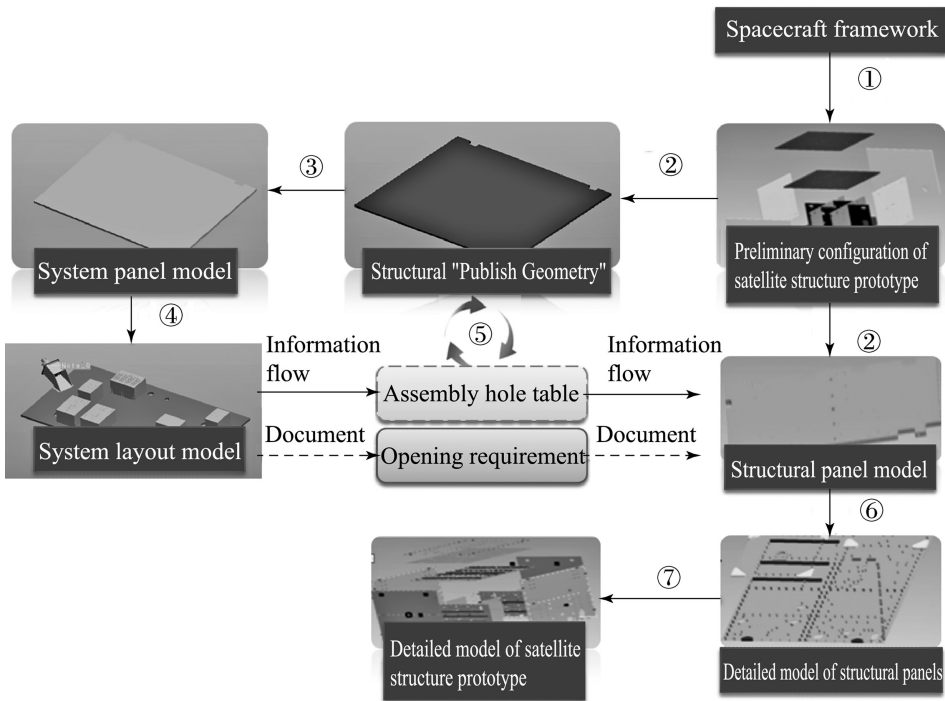 Spacecraft framework
①
③
②
System panel model
Structural "Publish Geometry"
Preliminary configuration of
satellite structure prototype
④
⑤
②
Information
flow
Assembly hole table
Information
flow
System layout model
Document
Opening requirement
Document
Structural panel model
⑥
⑦
Detailed model of satellite
structure prototype
Detailed model of structural panels